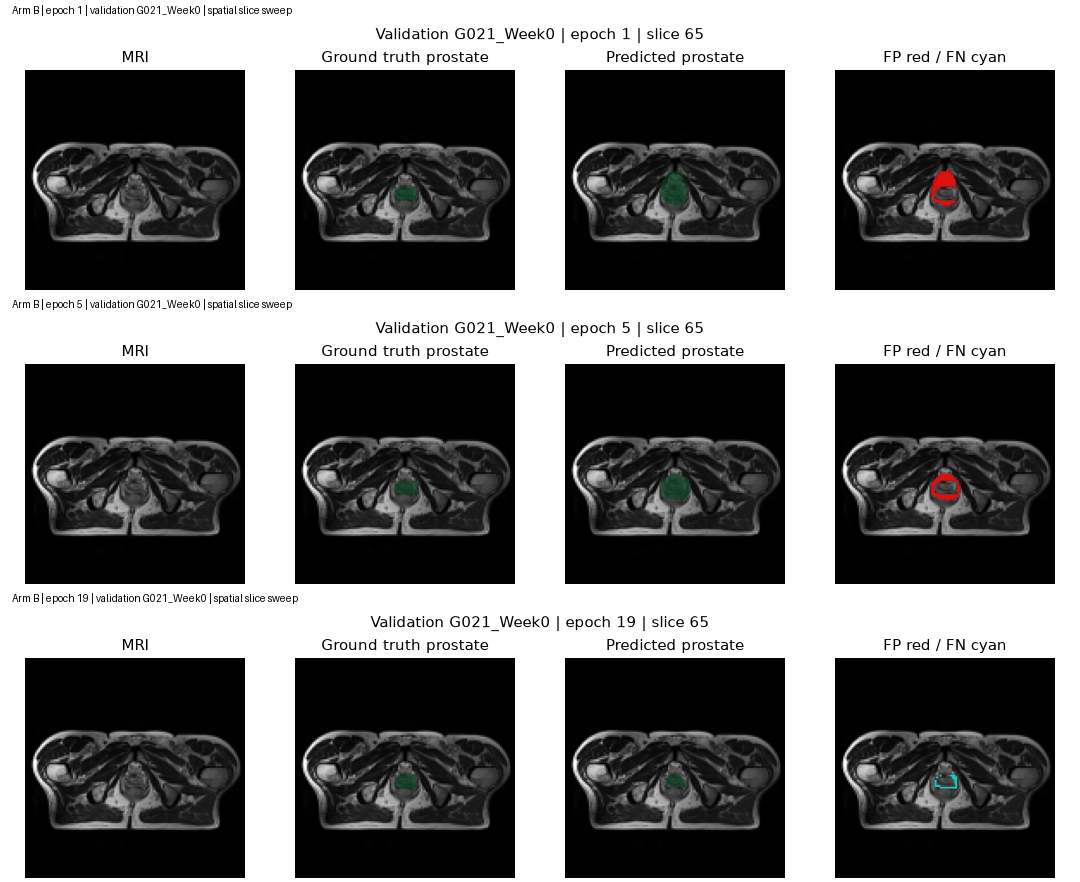 Arm B | epoch 1 | validation G021_Week0 | spatial slice sweep
Validation G021_Week0 | epoch 1 | slice 65
MRI Ground truth prostate Predicted prostate FP red / FN cyan
Arm B | epoch 5 | validation G021_Week0 | spatial slice sweep
Validation G021_Week0 | epoch 5 | slice 65
MRI Ground truth prostate Predicted prostate FP red / FN cyan
Arm B | epoch 19 | validation G021_Week0 | spatial slice sweep
Validation G021_Week0 | epoch 19 | slice 65
MRI Ground truth prostate Predicted prostate FP red / FN cyan